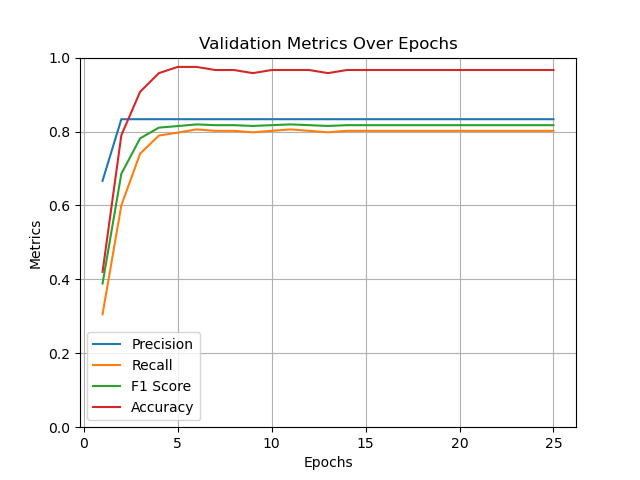 Validation Metrics Over Epochs
1.0
0.8
0.6
0.4
0.2
0.0
Metrics
Precision
Recall
F1 Score
Accuracy
0 5 10 15 20 25
Epochs